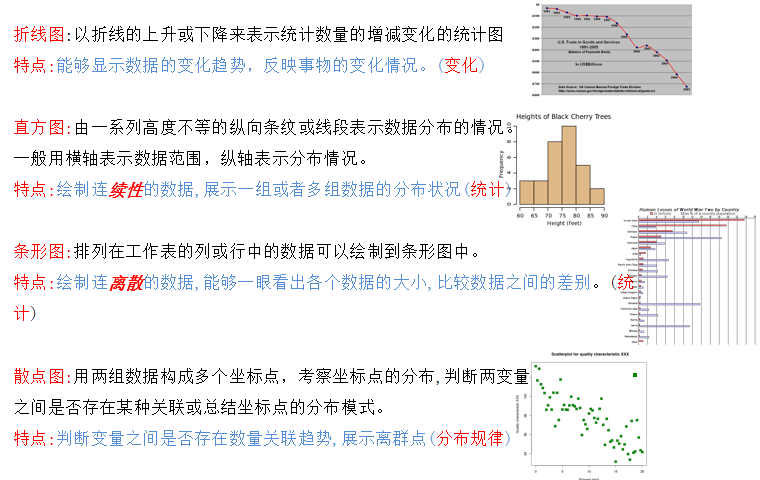 折线图:以折线的上升或下降来表示统计数量的增减变化的统计图
特点:能够显示数据的变化趋势，反映事物的变化情况。(变化)
U.S. Trade in Goods and Services
1991-2005
(Balance of Payments Basis)
In US$Billions
直方图:由一系列高度不等的纵向条纹或线段表示数据分布的情况。
一般用横轴表示数据范围，纵轴表示分布情况。
特点:绘制连续性的数据,展示一组或者多组数据的分布状况(统计)
Heights of Black Cherry Trees
Frequency
0 2 4 6 8 10
60 65 70 75 80 85 90
Height (feet)
条形图:排列在工作表的列或行中的数据可以绘制到条形图中。
特点:绘制连离散的数据,能够一眼看出各个数据的大小,比较数据之间的差别。(统
计)
Human Losses of World War Two by Country
散点图:用两组数据构成多个坐标点，考察坐标点的分布,判断两变量
之间是否存在某种关联或总结坐标点的分布模式。
特点:判断变量之间是否存在数量关联趋势,展示离群点(分布规律)
Scatterplot for quality characteristic XXX
Quality characteristic XXX
0 5 10 15 20